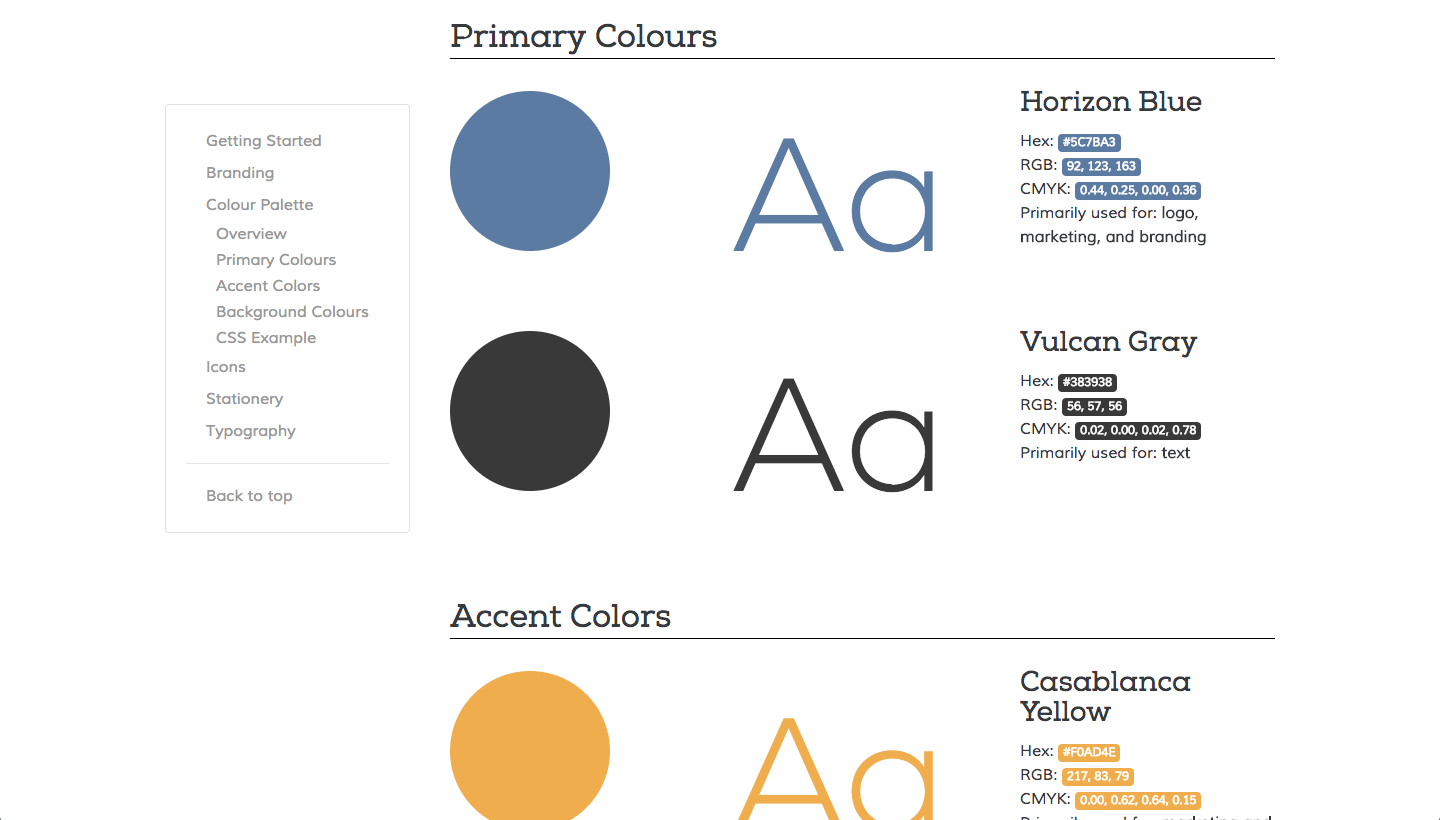 Primary Colours
Getting Started
Branding
Colour Palette
Overview
Primary Colours
Accent Colors
Background Colours
CSS Example
Icons
Stationery
Typography
Back to top
Aa
Horizon Blue
Hex: #5C7BA3
RGB: 92, 123, 163
CMYK: 0.44, 0.25, 0.00, 0.36
Primarily used for: logo,
marketing, and branding
Aa
Vulcan Gray
Hex: #383938
RGB: 56, 57, 56
CMYK: 0.02, 0.00, 0.02, 0.78
Primarily used for: text
Accent Colors
Aa
Casablanca
Yellow
Hex: #F0AD4E
RGB: 217, 83, 79
CMYK: 0.00, 0.62, 0.64, 0.15